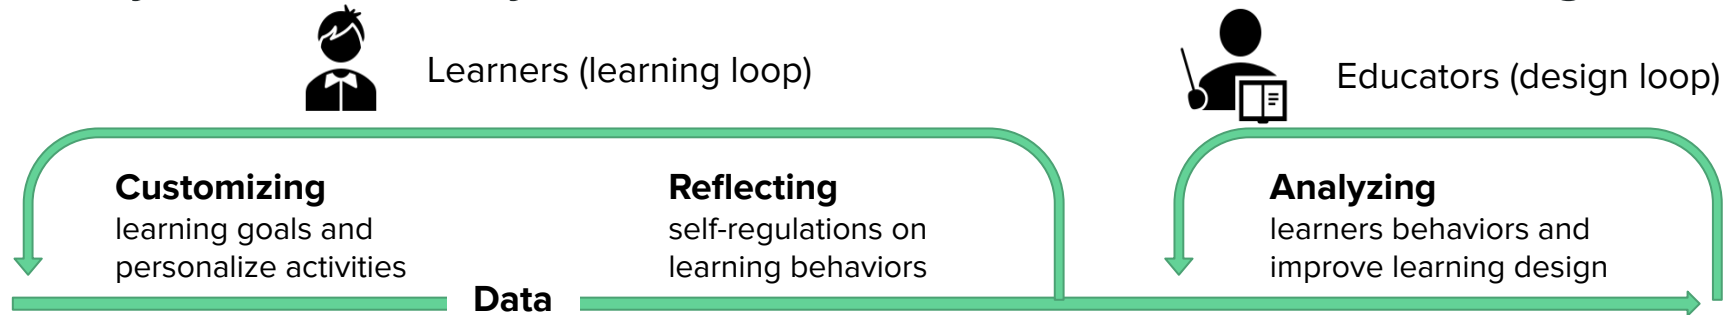 Learners (learning loop)
Educators (design loop)
Customizing
learning goals and
personalize activities
Reflecting
self-regulations on
learning behaviors
Analyzing
learners behaviors and
improve learning design
Data